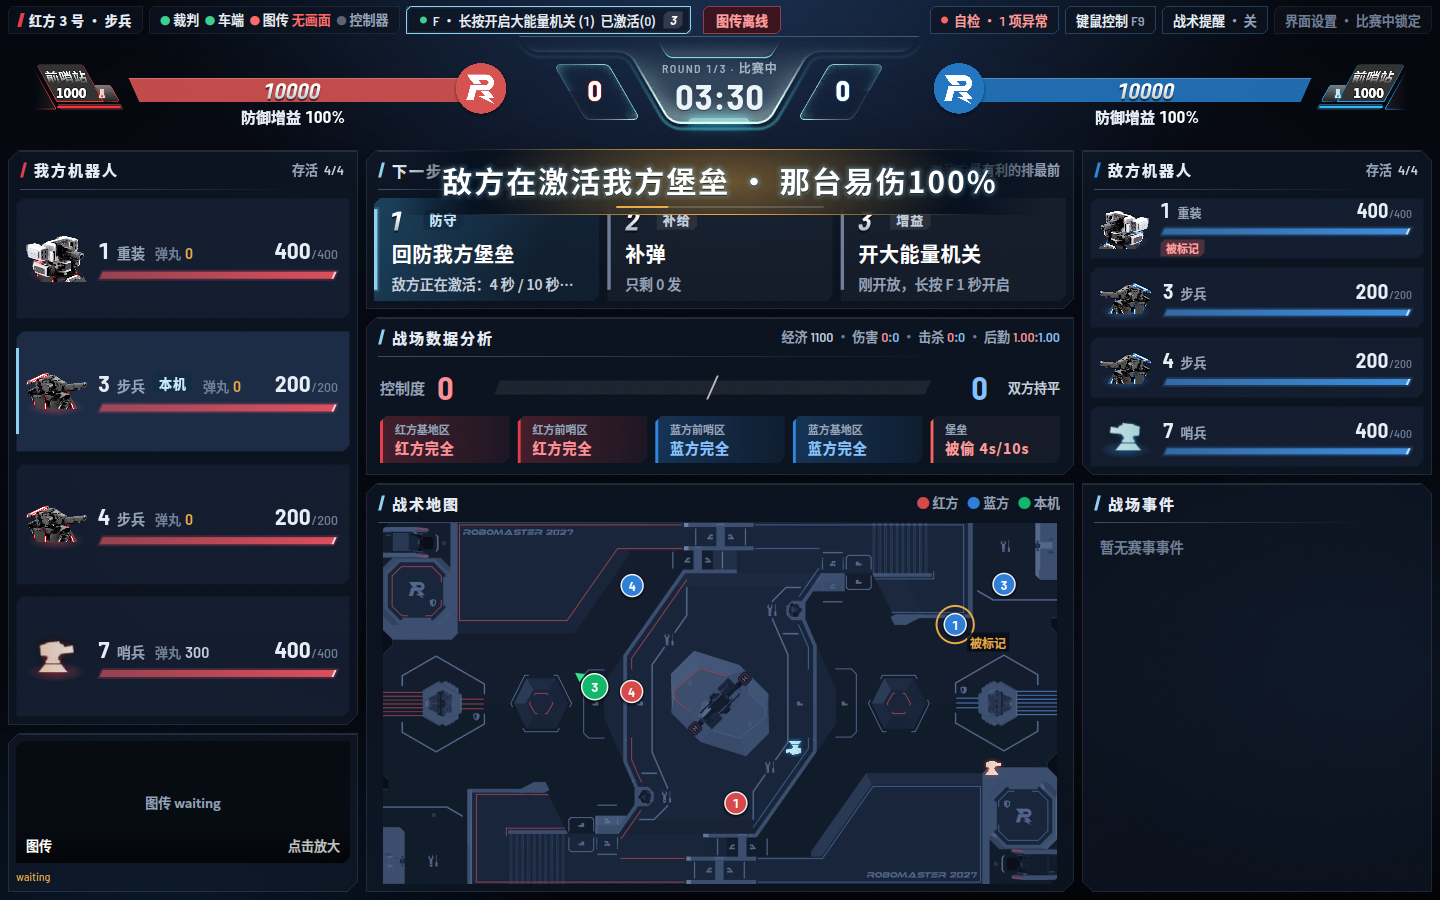 红方 3 号 · 步兵
裁判 车端 图传 无画面 控制器
F · 长按开启大能量机关 (1) 已激活(0) 3
图传离线
自检 · 1 项异常
键鼠控制 F9
战术提醒 · 关
界面设置 · 比赛中锁定
前哨站
1000
10000
防御增益 100%
0
ROUND 1/3 · 比赛中
03:30
0
10000
防御增益 100%
前哨站
1000
我方机器人
存活 4/4
1 重装 弹丸 0 400/400
3 步兵 本机 弹丸 0 200/200
4 步兵 弹丸 0 200/200
7 哨兵 弹丸 300 400/400
图传 waiting
图传
点击放大
waiting
下一步
有利的排最前
敌方在激活我方堡垒 · 那台易伤100%
1 防守
回防我方堡垒
敌方正在激活：4 秒 / 10 秒…
2 补给
补弹
只剩 0 发
3 增益
开大能量机关
刚开放，长按 F 1 秒开启
战场数据分析
经济 1100 · 伤害 0:0 · 击杀 0:0 · 后勤 1.00:1.00
控制度 0
0 双方持平
红方基地区
红方完全
红方前哨区
红方完全
蓝方前哨区
蓝方完全
蓝方基地区
蓝方完全
堡垒
被偷 4s/10s
战术地图
红方 蓝方 本机
ROBOMASTER 2027
4
3
1
被标记
3
4
1
ROBOMASTER 2027
敌方机器人
存活 4/4
1 重装 400/400
被标记
3 步兵 200/200
4 步兵 200/200
7 哨兵 400/400
战场事件
暂无赛事事件